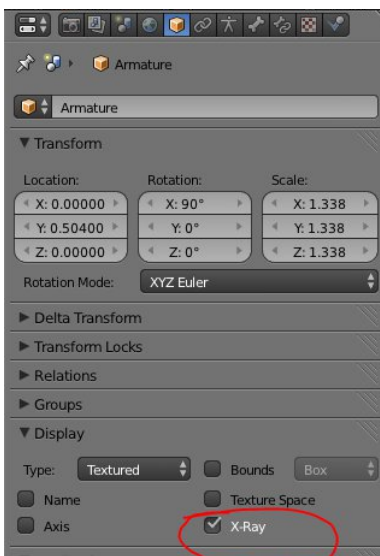 Armature
Armature
Transform
Location: Rotation: Scale:
X: 0.00000 X: 90° X: 1.338
Y: 0.50400 Y: 0° Y: 1.338
Z: 0.00000 Z: 0° Z: 1.338
Rotation Mode: XYZ Euler
Delta Transform
Transform Locks
Relations
Groups
Display
Type: Textured Bounds Box
Name Texture Space
Axis X-Ray